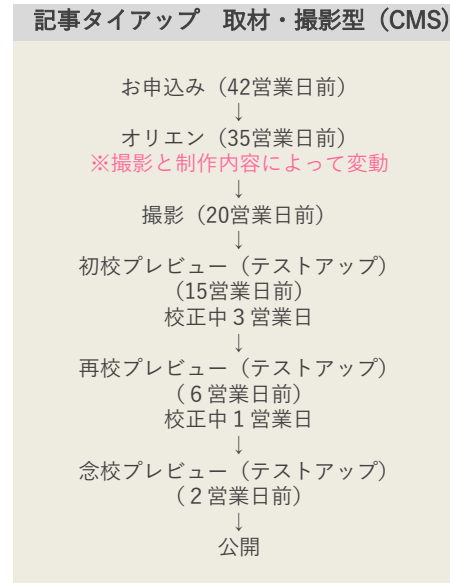 記事タイアップ　取材・撮影型（CMS)
お申込み（42営業日前）
↓
オリエン（35営業日前）
※撮影と制作内容によって変動
↓
撮影（20営業日前）
↓
初校プレビュー（テストアップ）
（15営業日前）
校正中３営業日
↓
再校プレビュー（テストアップ）
（６営業日前）
校正中１営業日
↓
念校プレビュー（テストアップ）
（２営業日前）
↓
公開